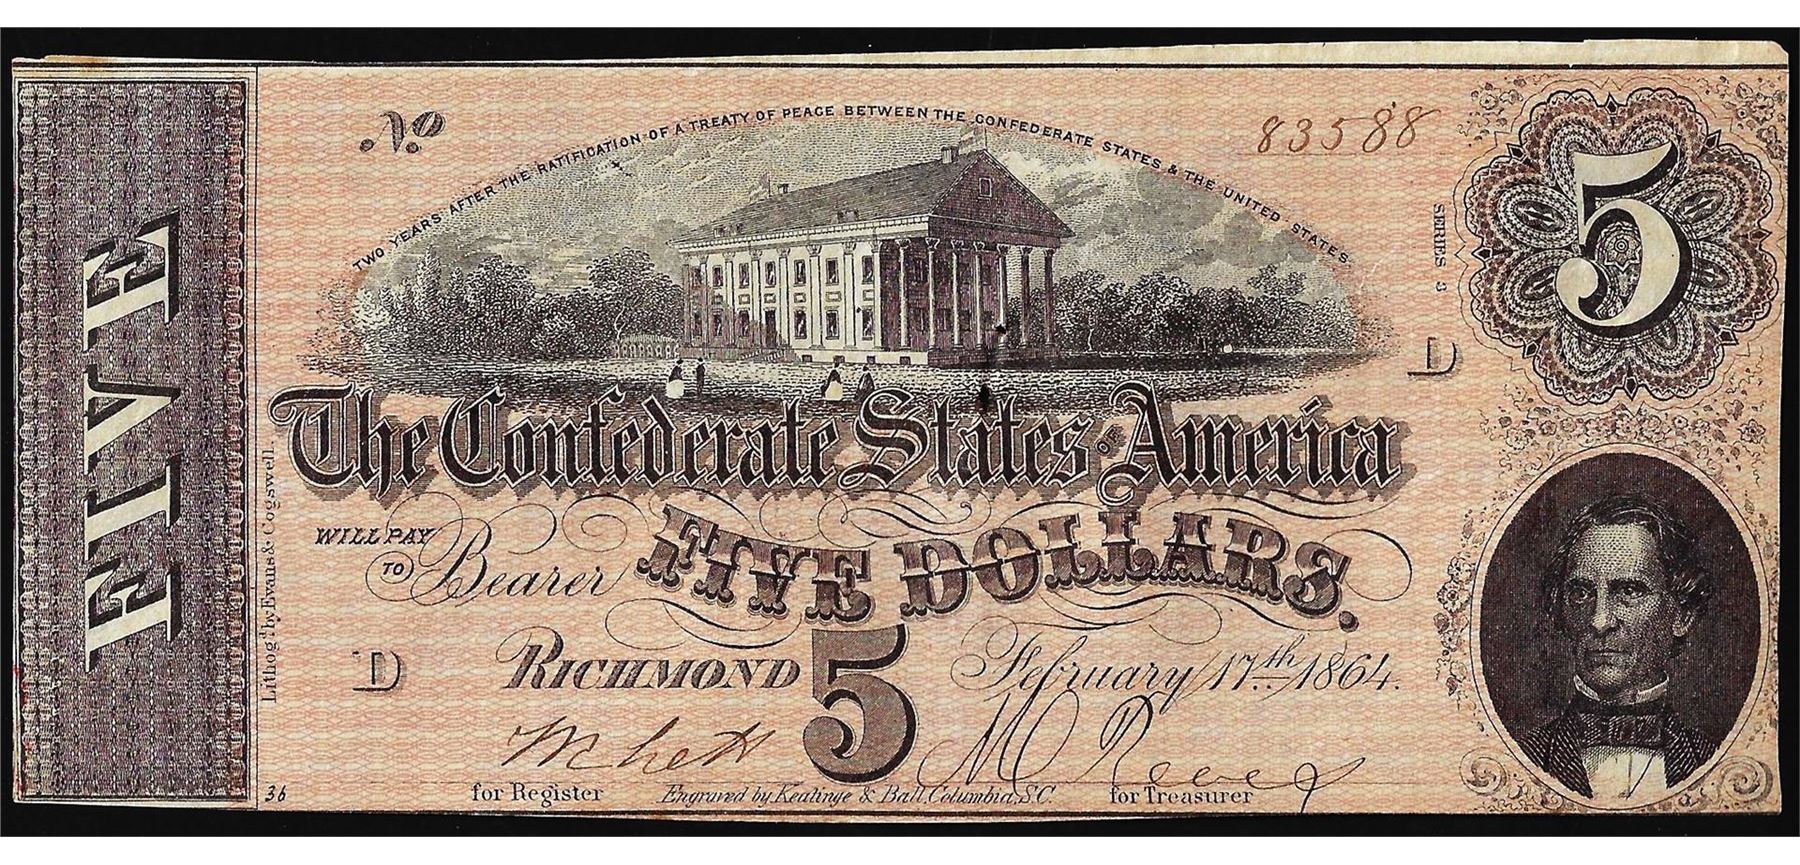 No
83588
TWO YEARS AFTER THE RATIFICATION OF A TREATY OF PEACE BETWEEN THE CONFEDERATE STATES & THE UNITED STATES
5
SERIES 3
D
FIVE
The Confederate States OF America
WILL PAY
TO Bearer
FIVE DOLLARS.
Lithog'd by Evans & Cogswell.
D
RICHMOND
5
February 17th 1864.
36
for Register
Engraved by Keatinge & Ball, Columbia, S.C.
for Treasurer